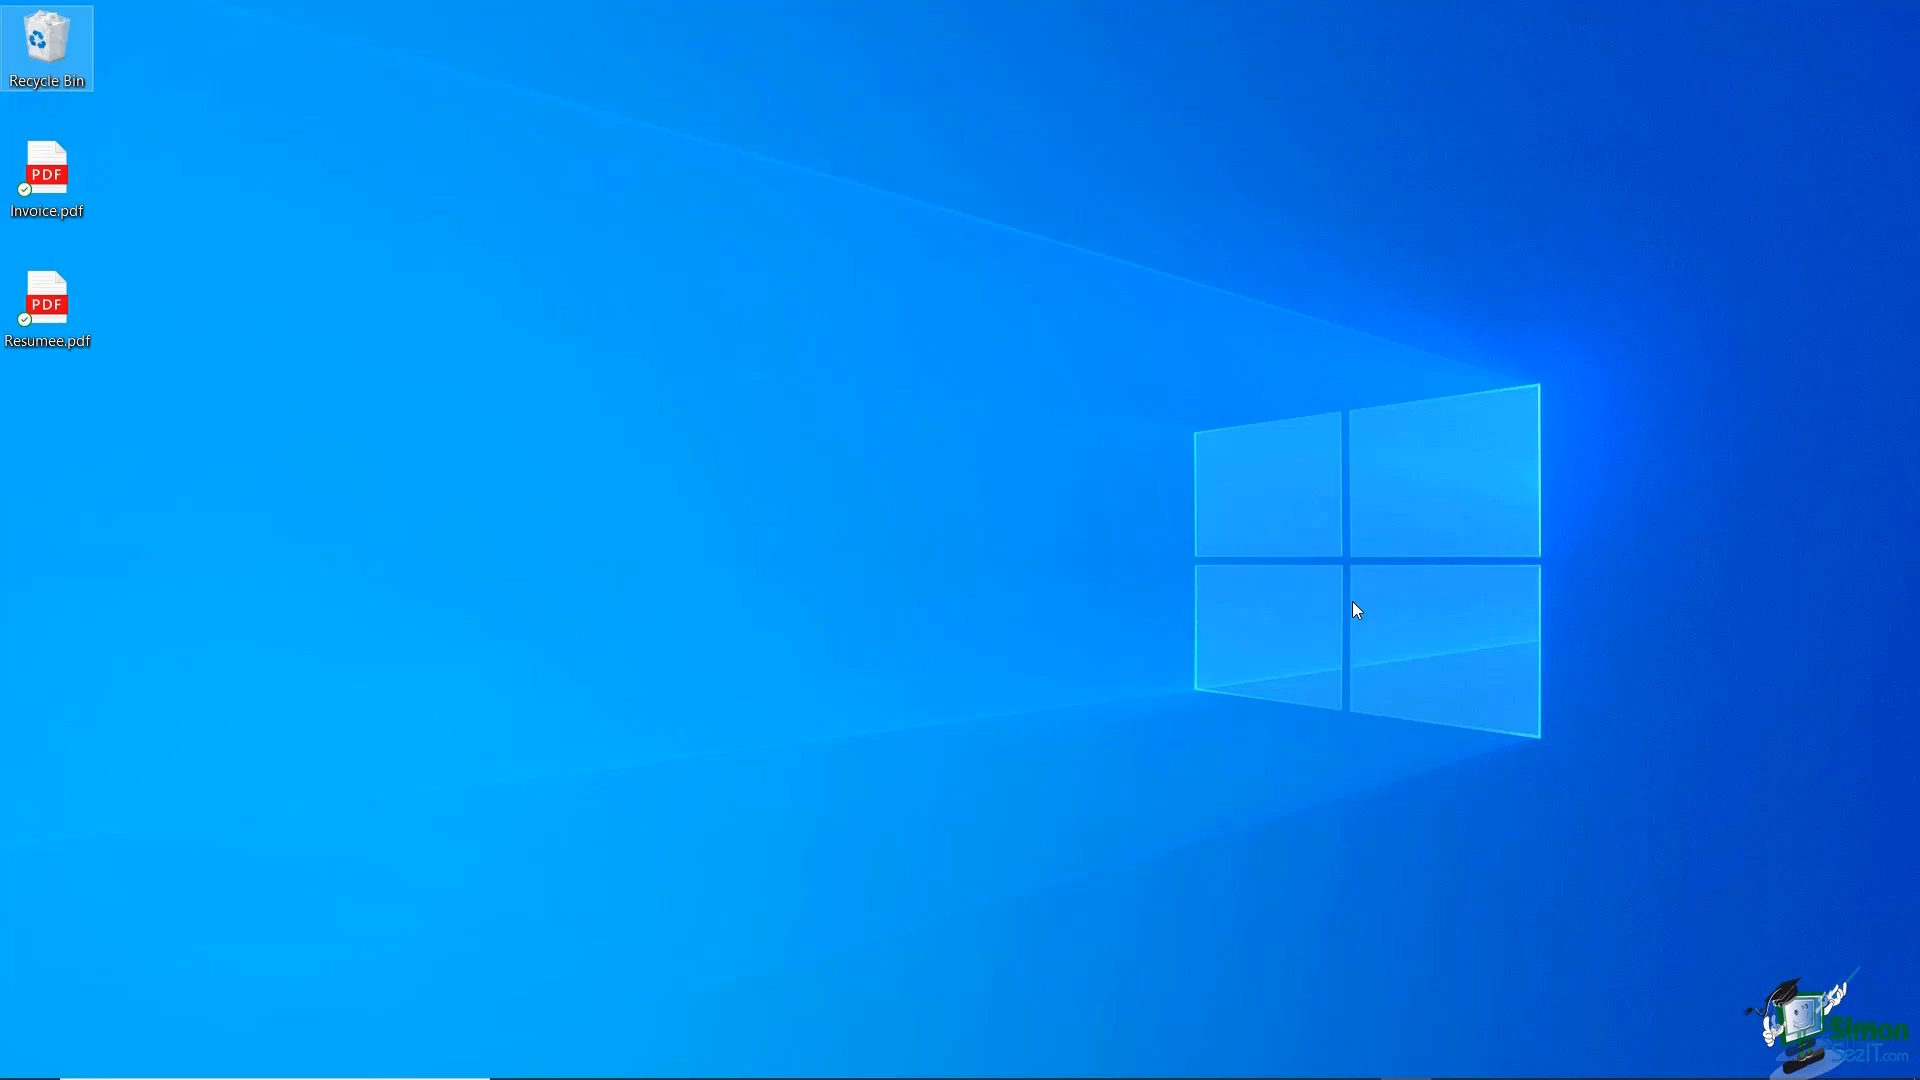 Recycle Bin
PDF
Invoice.pdf
PDF
Resumee.pdf
Simon
SezIT.com